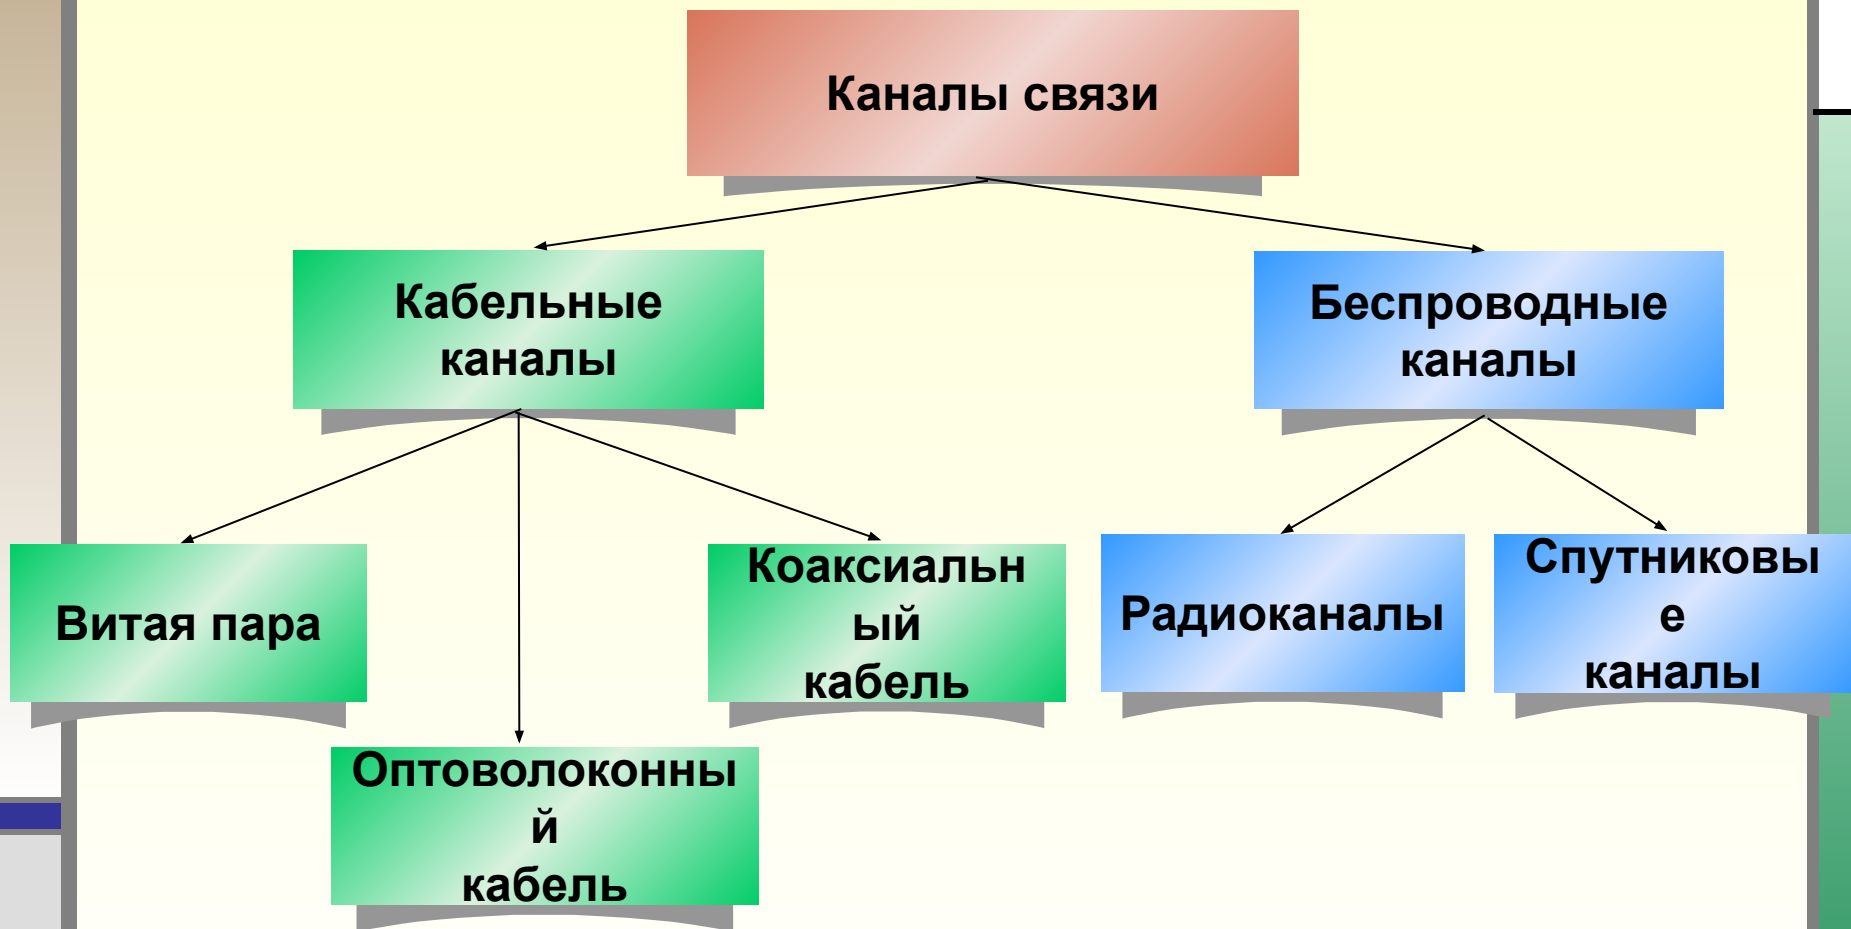 Каналы связи
Кабельные
каналы
Беспроводные
каналы
Витая пара
Коаксиальн
ый
кабель
Радиоканалы
Спутниковы
е
каналы
Оптоволоконны
й
кабель